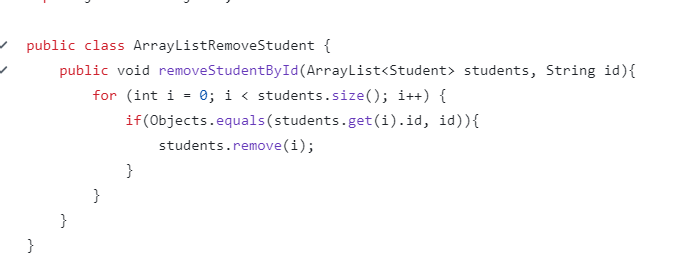 public class ArrayListRemoveStudent {
public void removeStudentById(ArrayList<Student> students, String id){
for (int i = 0; i < students.size(); i++) {
if(Objects.equals(students.get(i).id, id)){
students.remove(i);
}
}
}
}